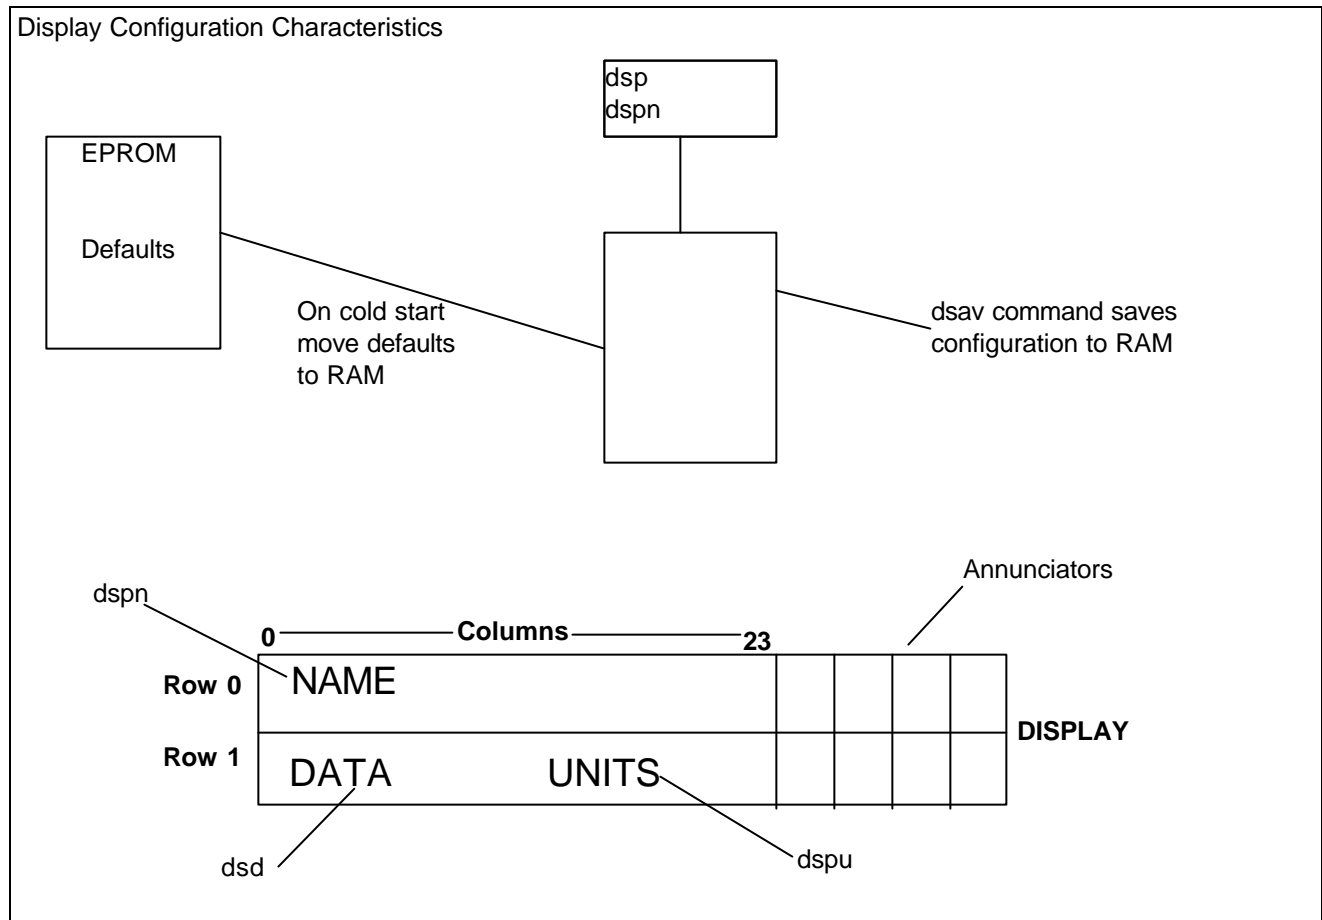 Display Configuration Characteristics
dsp
dspn
EPROM
Defaults
On cold start
move defaults
to RAM
dsav command saves
configuration to RAM
Annunciators
dspn
0 Columns 23
Row 0 NAME
DISPLAY
Row 1 DATA UNITS
dsd
dspu